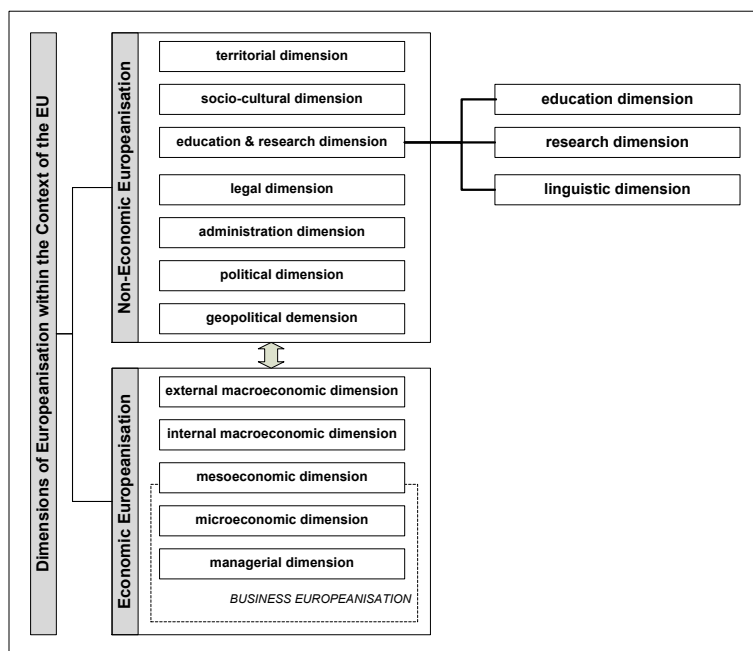 Dimensions of Europeanisation within the Context of the EU
Non-Economic Europeanisation
territorial dimension
socio-cultural dimension
education & research dimension
legal dimension
administration dimension
political dimension
geopolitical demension
education dimension
research dimension
linguistic dimension
Economic Europeanisation
external macroeconomic dimension
internal macroeconomic dimension
mesoeconomic dimension
microeconomic dimension
managerial dimension
BUSINESS EUROPEANISATION